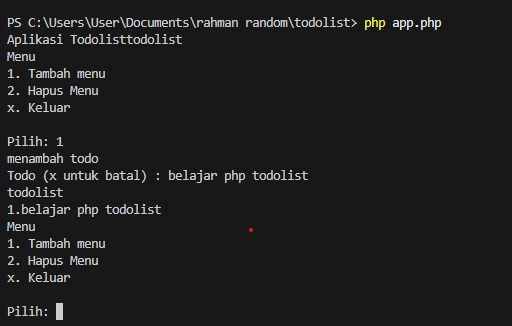 PS C:\Users\User\Documents\rahman random\todolist> php app.php
Aplikasi Todolisttodolist
Menu
1. Tambah menu
2. Hapus Menu
x. Keluar
Pilih: 1
menambah todo
Todo (x untuk batal) : belajar php todolist
todolist
1.belajar php todolist
Menu
1. Tambah menu
2. Hapus Menu
x. Keluar
Pilih: